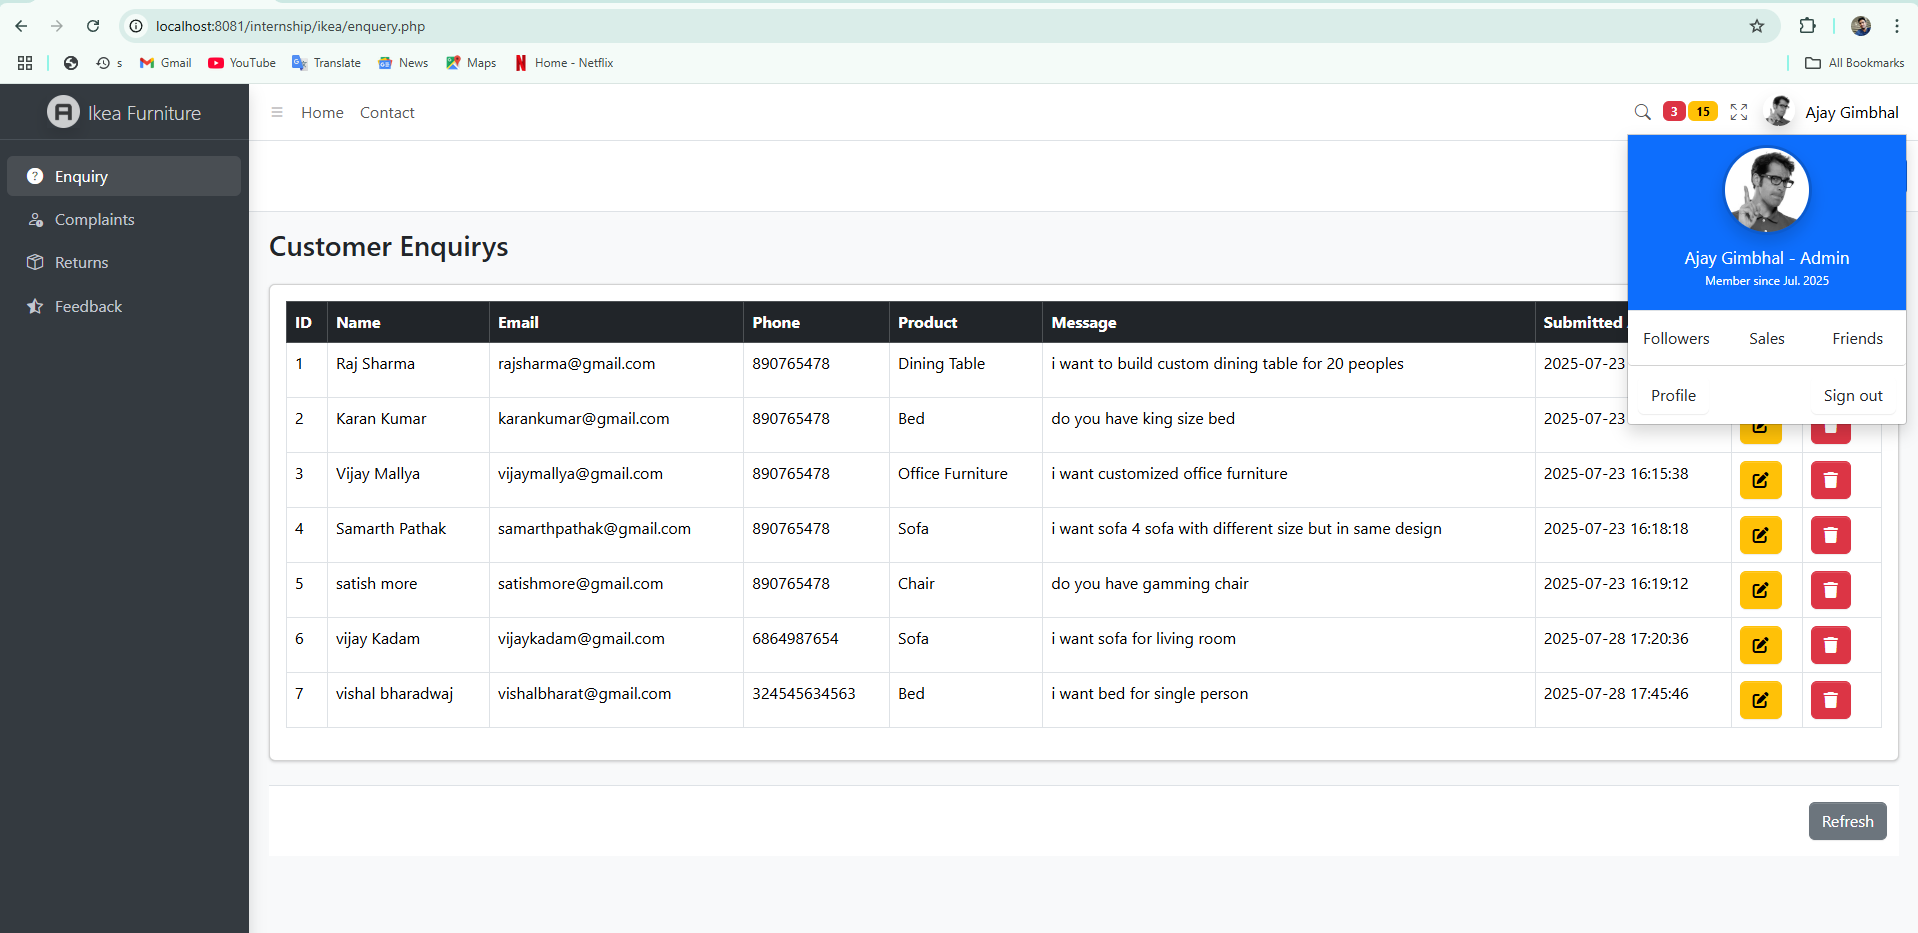 localhost:8081/internship/ikea/enquery.php
s Gmail YouTube Translate News Maps Home - Netflix All Bookmarks
Ikea Furniture
Home Contact 3 15 Ajay Gimbhal
Enquiry
Complaints
Returns
Feedback
Ajay Gimbhal - Admin
Member since Jul. 2025
Followers Sales Friends
Profile Sign out
Customer Enquirys
ID Name Email Phone Product Message Submitted
1 Raj Sharma rajsharma@gmail.com 890765478 Dining Table i want to build custom dining table for 20 peoples 2025-07-23
2 Karan Kumar karankumar@gmail.com 890765478 Bed do you have king size bed 2025-07-23
3 Vijay Mallya vijaymallya@gmail.com 890765478 Office Furniture i want customized office furniture 2025-07-23 16:15:38
4 Samarth Pathak samarthpathak@gmail.com 890765478 Sofa i want sofa 4 sofa with different size but in same design 2025-07-23 16:18:18
5 satish more satishmore@gmail.com 890765478 Chair do you have gamming chair 2025-07-23 16:19:12
6 vijay Kadam vijaykadam@gmail.com 6864987654 Sofa i want sofa for living room 2025-07-28 17:20:36
7 vishal bharadwaj vishalbharat@gmail.com 324545634563 Bed i want bed for single person 2025-07-28 17:45:46
Refresh